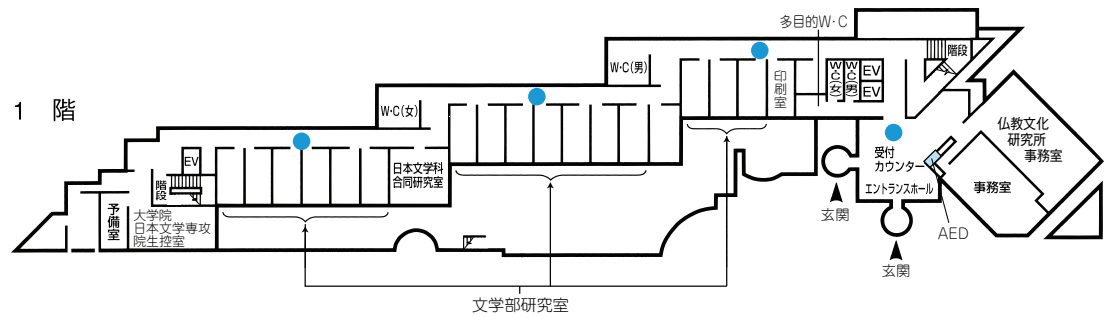 1 階
多目的W・C
W・C(男)
W・C(女)
印刷室
WC(女)
WC(男)
EV
EV
階段
仏教文化
研究所
事務室
受付
カウンター
エントランスホール
事務室
AED
玄関
玄関
EV
階段
日本文学科
合同研究室
予備室
大学院
日本文学専攻
院生控室
文学部研究室